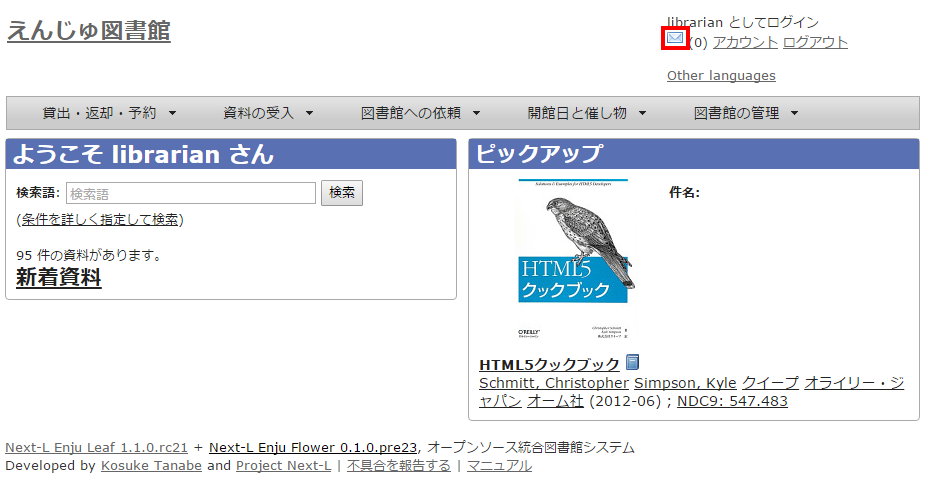 えんじゅ図書館
librarian としてログイン
(0) アカウント ログアウト
Other languages
貸出・返却・予約 資料の受入 図書館への依頼 開館日と催し物 図書館の管理
ようこそ librarian さん
検索語: 検索語 検索
(条件を詳しく指定して検索)
95 件の資料があります。
新着資料
ピックアップ
Solutions & Examples for HTML5 Developers
件名:
HTML5
クックブック
O'REILLY
HTML5クックブック
Schmitt, Christopher Simpson, Kyle クイープ オライリー・ジ
ャパン オーム社 (2012-06) ; NDC9: 547.483
Next-L Enju Leaf 1.1.0.rc21 + Next-L Enju Flower 0.1.0.pre23, オープンソース統合図書館システム
Developed by Kosuke Tanabe and Project Next-L | 不具合を報告する | マニュアル